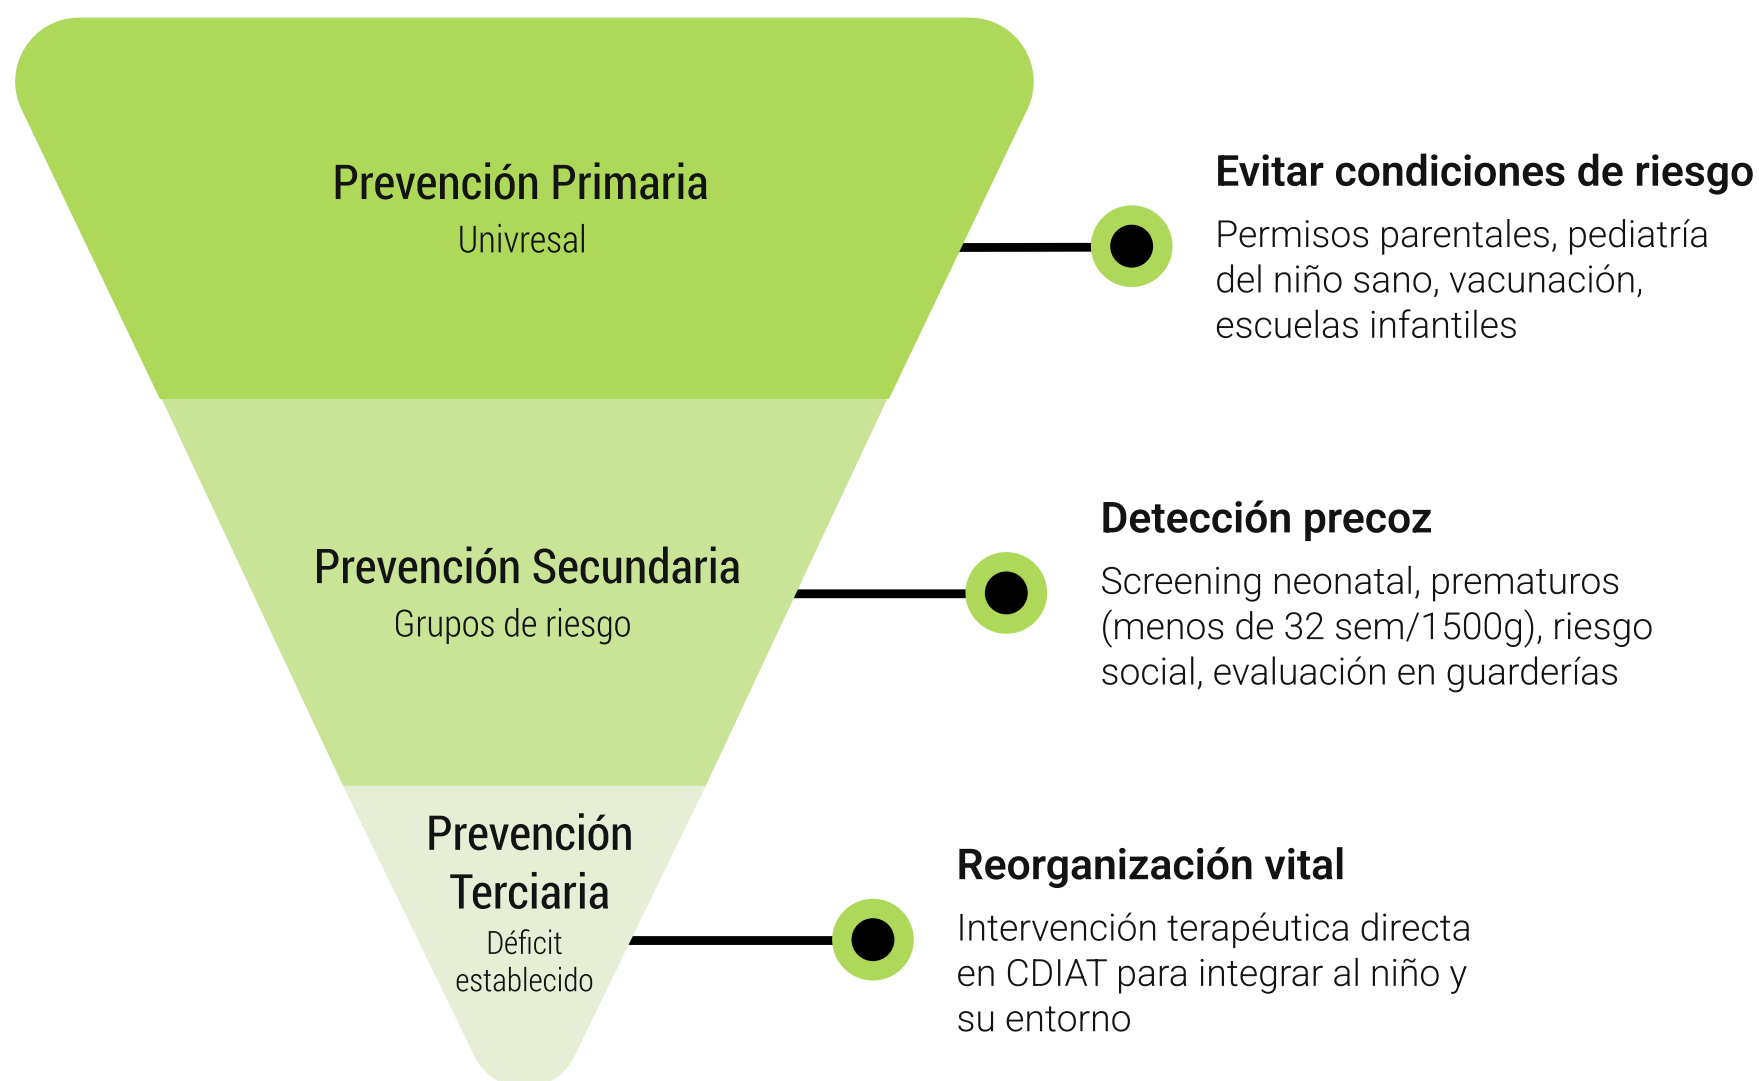 Prevención Primaria
Univresal
Evitar condiciones de riesgo
Permisos parentales, pediatría
del niño sano, vacunación,
escuelas infantiles
Prevención Secundaria
Grupos de riesgo
Detección precoz
Screening neonatal, prematuros
(menos de 32 sem/1500g), riesgo
social, evaluación en guarderías
Prevención
Terciaria
Déficit
establecido
Reorganización vital
Intervención terapéutica directa
en CDIAT para integrar al niño y
su entorno